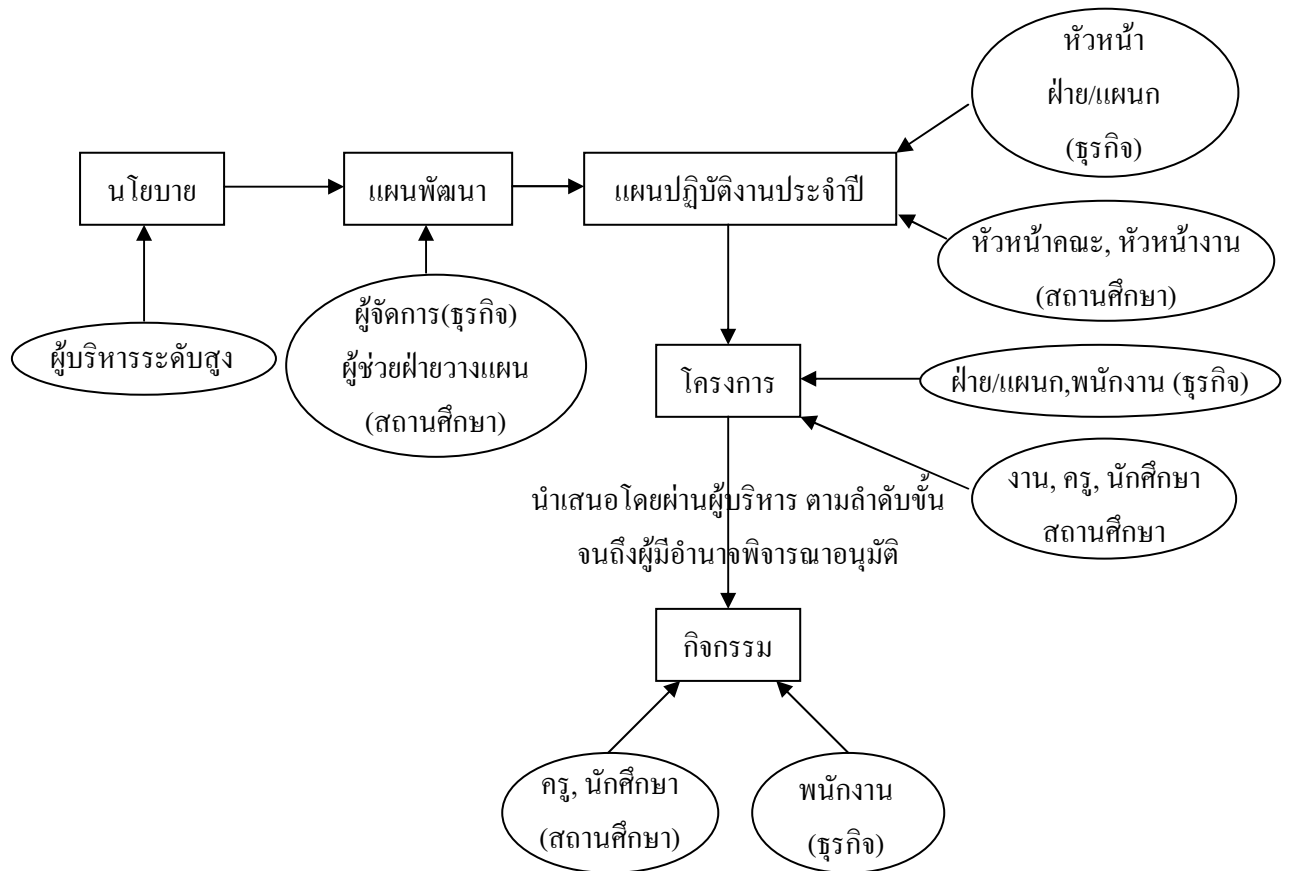 หัวหน้า
ฝ่าย/แผนก
(ธุรกิจ)
นโยบาย
แผนพัฒนา
แผนปฏิบัติงานประจำปี
หัวหน้าคณะ, หัวหน้างาน
(สถานศึกษา)
ผู้บริหารระดับสูง
ผู้จัดการ(ธุรกิจ)
ผู้ช่วยฝ่ายวางแผน
(สถานศึกษา)
โครงการ
ฝ่าย/แผนก,พนักงาน (ธุรกิจ)
งาน, ครู, นักศึกษา
สถานศึกษา
นำเสนอโดยผ่านผู้บริหาร ตามลำดับขั้น
จนถึงผู้มีอำนาจพิจารณาอนุมัติ
กิจกรรม
ครู, นักศึกษา
(สถานศึกษา)
พนักงาน
(ธุรกิจ)